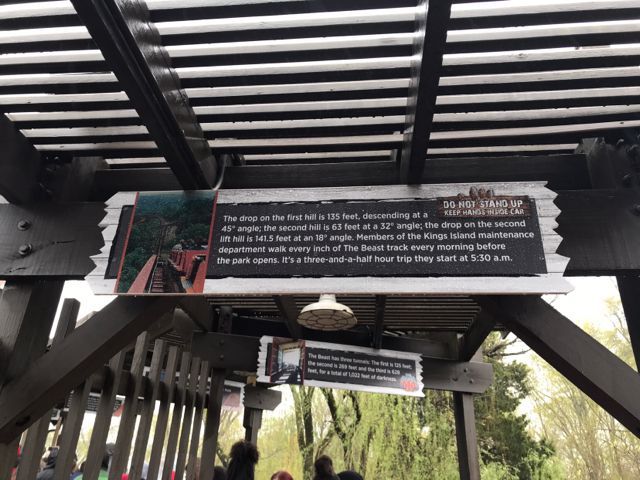 The drop on the first hill is 135 feet, descending at a
45° angle; the second hill is 63 feet at a 32° angle; the drop on the second
lift hill is 141.5 feet at an 18° angle. Members of the Kings Island maintenance
department walk every inch of The Beast track every morning before
the park opens. It's a three-and-a-half hour trip they start at 5:30 a.m.
DO NOT STAND UP
KEEP HANDS INSIDE CAR
The Beast has three tunnels: The first is 125 feet,
the second is 269 feet and the third is 628
feet, for a total of 1,022 feet of darkness.